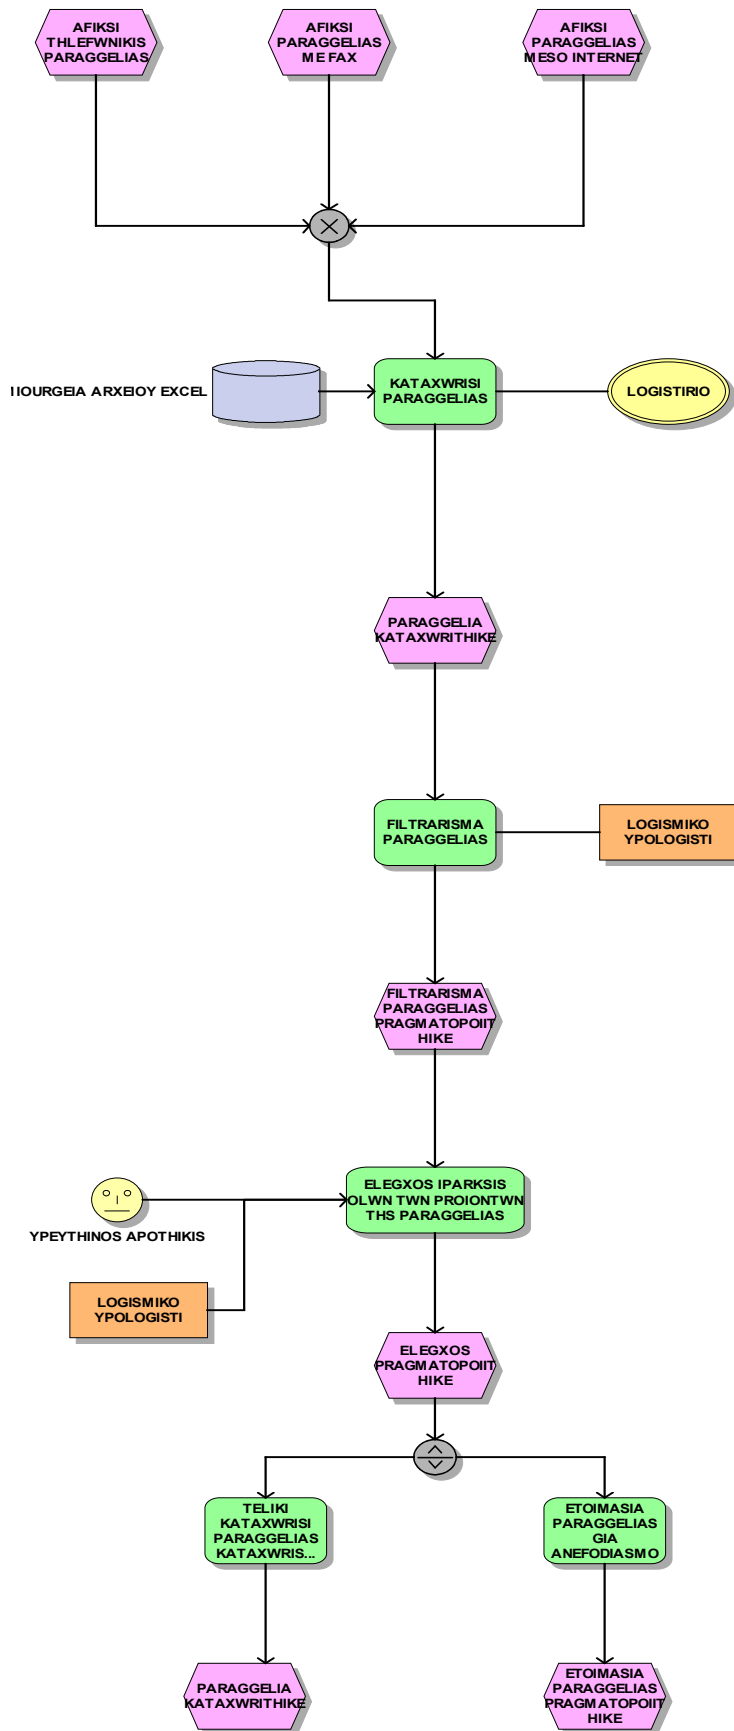 AFIKSI
THLEFWNIKIS
PARAGGELIAS
AFIKSI
PARAGGELIAS
ME FAX
AFIKSI
PARAGGELIAS
MESO INTERNET
ARXEIOY EXCEL
KATAXWRISI
PARAGGELIAS
LOGISTIRIO
PARAGGELIA
KATAXWRITHIKE
FILTRARISMA
PARAGGELIAS
LOGISMIKO
YPOLOGISTI
FILTRARISMA
PARAGGELIAS
PRAGMATOPOIIT
HIKE
ELEGXOS IPARKSIS
OLWN TWN PROIONTWN
THS PARAGGELIAS
YPEYTHINOS APOTHIKIS
LOGISMIKO
YPOLOGISTI
ELEGXOS
PRAGMATOPOIIT
HIKE
TELIKI
KATAXWRISI
PARAGGELIAS
KATAXWRIS...
ETOIMASIA
PARAGGELIAS
GIA
ANEFODIASMO
PARAGGELIA
KATAXWRITHIKE
ETOIMASIA
PARAGGELIAS
PRAGMATOPOIIT
HIKE